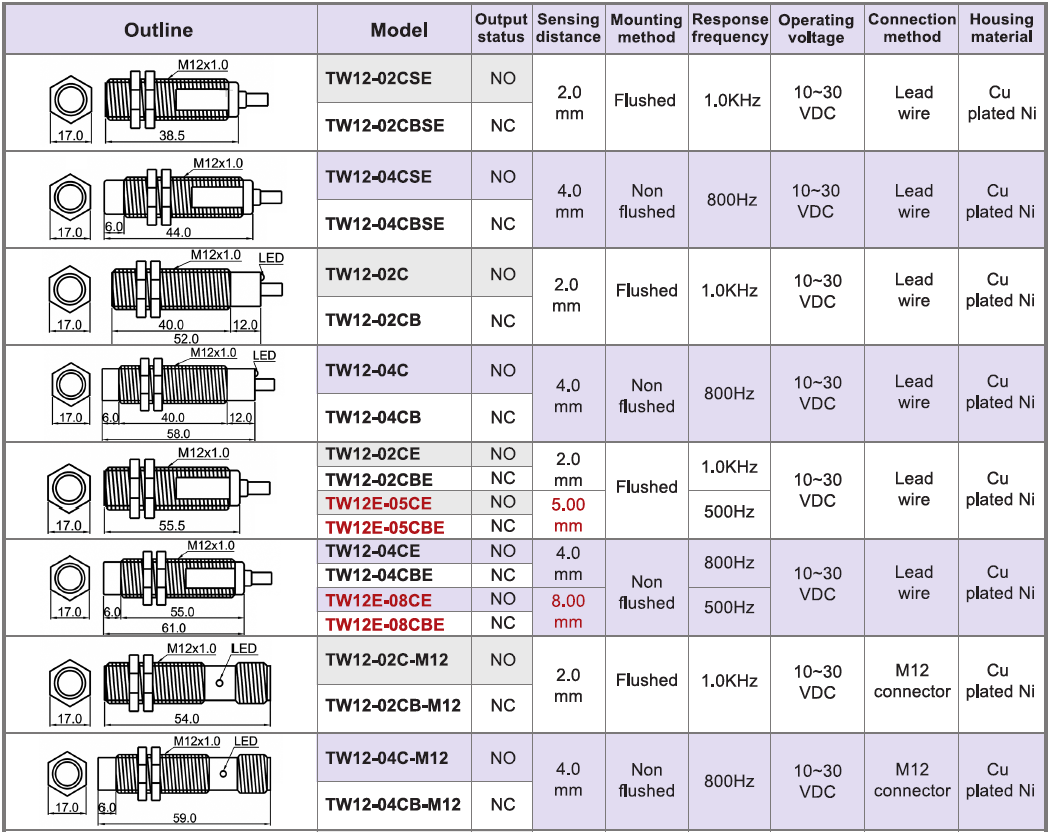 Outline Model Output status Sensing distance Mounting method Response frequency Operating voltage Connection method Housing material
M12x1.0
17.0 38.5
TW12-02CSE NO
TW12-02CBSE NC
2.0 mm Flushed 1.0KHz 10~30 VDC Lead wire Cu plated Ni
M12x1.0
17.0 6.0 44.0
TW12-04CSE NO
TW12-04CBSE NC
4.0 mm Non flushed 800Hz 10~30 VDC Lead wire Cu plated Ni
M12x1.0 LED
17.0 40.0 12.0
52.0
TW12-02C NO
TW12-02CB NC
2.0 mm Flushed 1.0KHz 10~30 VDC Lead wire Cu plated Ni
M12x1.0 LED
17.0 6.0 40.0 12.0
58.0
TW12-04C NO
TW12-04CB NC
4.0 mm Non flushed 800Hz 10~30 VDC Lead wire Cu plated Ni
M12x1.0
17.0 55.5
TW12-02CE NO
TW12-02CBE NC
TW12E-05CE NO
TW12E-05CBE NC
2.0 mm 5.00 mm Flushed 1.0KHz 500Hz 10~30 VDC Lead wire Cu plated Ni
M12x1.0
17.0 6.0 55.0
61.0
TW12-04CE NO
TW12-04CBE NC
TW12E-08CE NO
TW12E-08CBE NC
4.0 mm 8.00 mm Non flushed 800Hz 500Hz 10~30 VDC Lead wire Cu plated Ni
M12x1.0 LED
17.0 54.0
TW12-02C-M12 NO
TW12-02CB-M12 NC
2.0 mm Flushed 1.0KHz 10~30 VDC M12 connector Cu plated Ni
M12x1.0 LED
17.0 6.0
59.0
TW12-04C-M12 NO
TW12-04CB-M12 NC
4.0 mm Non flushed 800Hz 10~30 VDC M12 connector Cu plated Ni